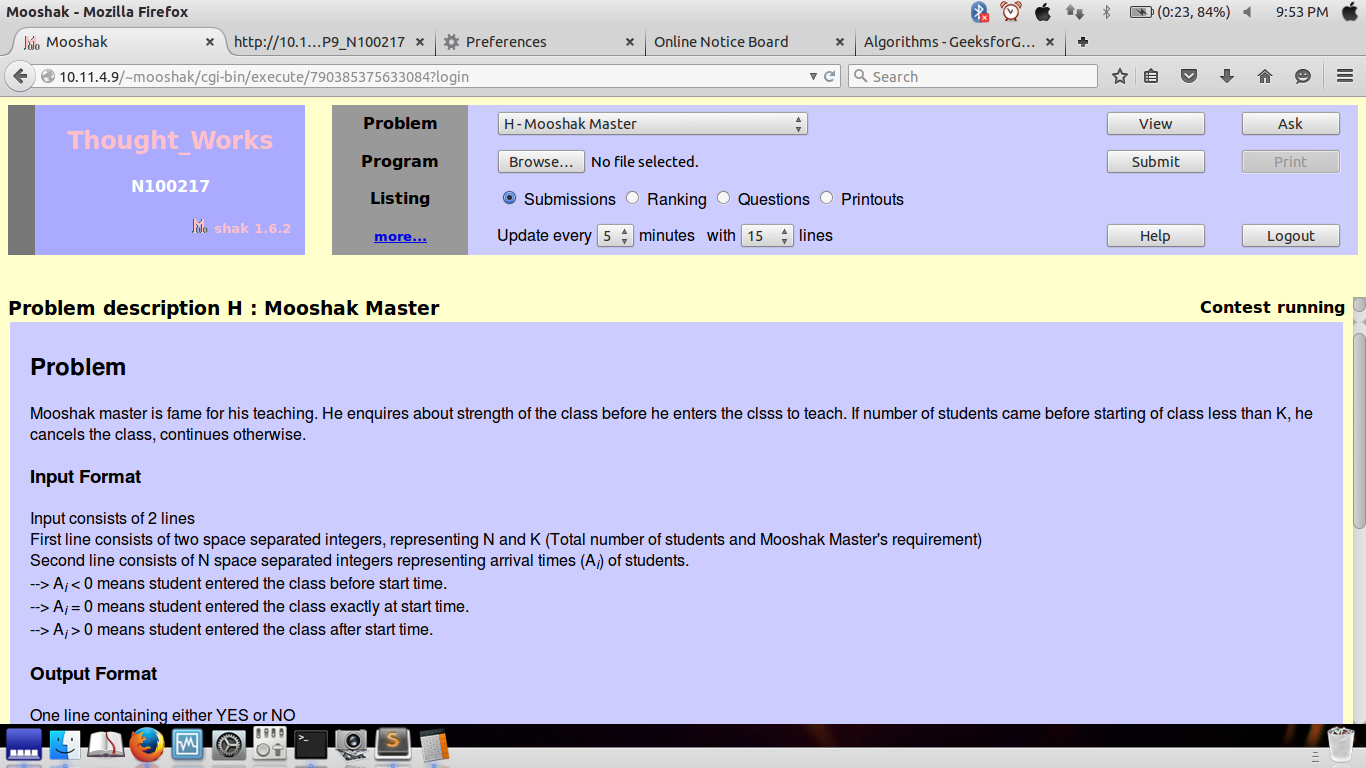 Mooshak - Mozilla Firefox
(0:23, 84%) 9:53 PM
Mooshak × http://10.1...P9_N100217 × Preferences × Online Notice Board × Algorithms - GeeksforG... ×
10.11.4.9/~mooshak/cgi-bin/execute/790385375633084?login Search
Thought_Works
N100217
shak 1.6.2
Problem H - Mooshak Master View Ask
Program Browse... No file selected. Submit Print
Listing Submissions Ranking Questions Printouts
more... Update every 5 minutes with 15 lines Help Logout
Problem description H : Mooshak Master Contest running
Problem
Mooshak master is fame for his teaching. He enquires about strength of the class before he enters the clsss to teach. If number of students came before starting of class less than K, he
cancels the class, continues otherwise.
Input Format
Input consists of 2 lines
First line consists of two space separated integers, representing N and K (Total number of students and Mooshak Master's requirement)
Second line consists of N space separated integers representing arrival times (Ai) of students.
--> Ai < 0 means student entered the class before start time.
--> Ai = 0 means student entered the class exactly at start time.
--> Ai > 0 means student entered the class after start time.
Output Format
One line containing either YES or NO